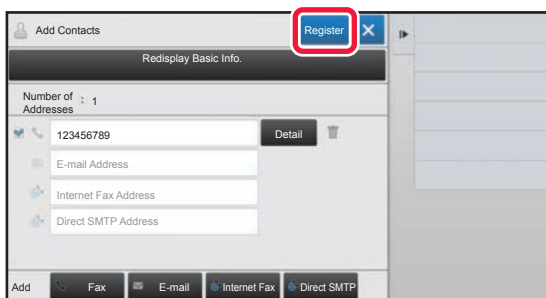 Add Contacts Register
Redisplay Basic Info.
Number of Addresses : 1
123456789 Detail
E-mail Address
Internet Fax Address
Direct SMTP Address
Add Fax E-mail Internet Fax Direct SMTP